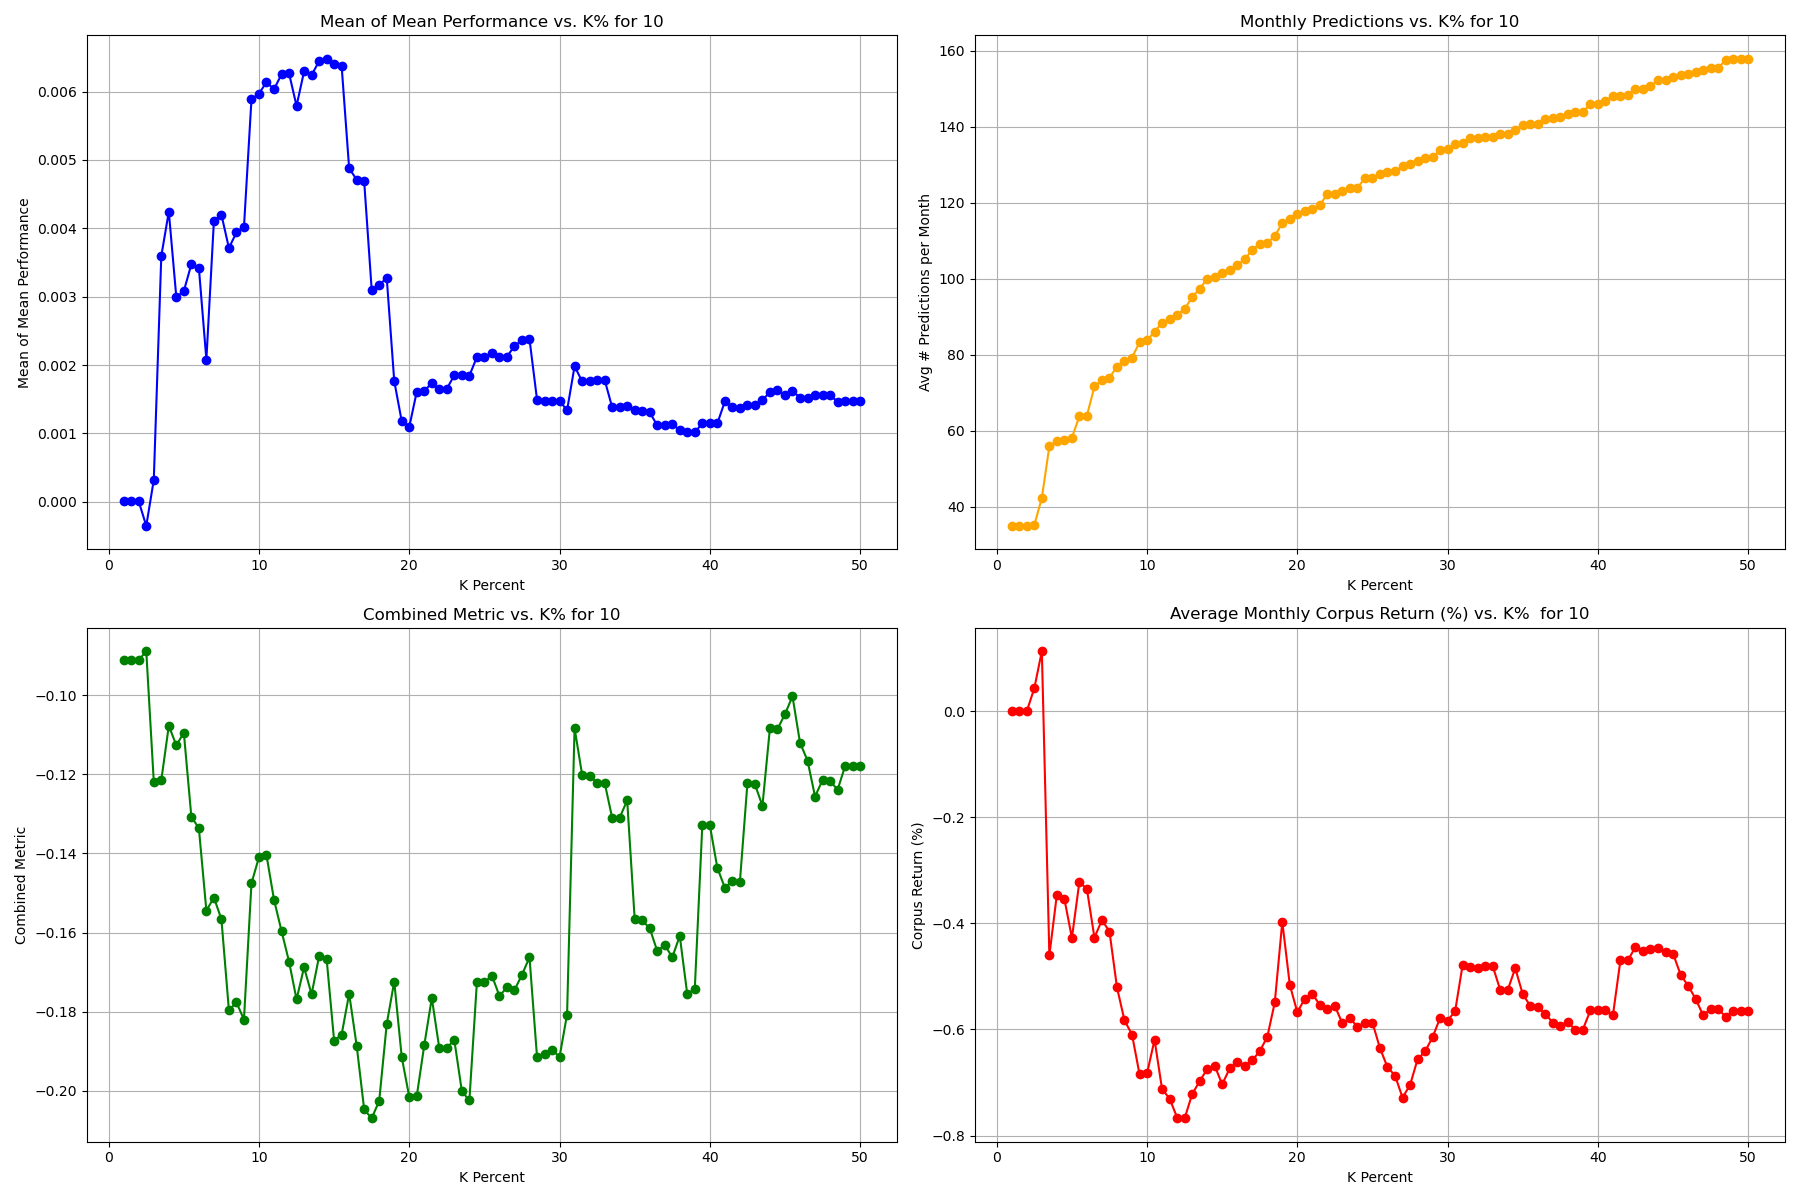 Mean of Mean Performance vs. K% for 10
Mean of Mean Performance
0.006
0.005
0.004
0.003
0.002
0.001
0.000
0 10 20 30 40 50
K Percent
Monthly Predictions vs. K% for 10
Avg # Predictions per Month
160
140
120
100
80
60
40
0 10 20 30 40 50
K Percent
Combined Metric vs. K% for 10
Combined Metric
−0.10
−0.12
−0.14
−0.16
−0.18
−0.20
0 10 20 30 40 50
K Percent
Average Monthly Corpus Return (%) vs. K%  for 10
Corpus Return (%)
0.0
−0.2
−0.4
−0.6
−0.8
0 10 20 30 40 50
K Percent